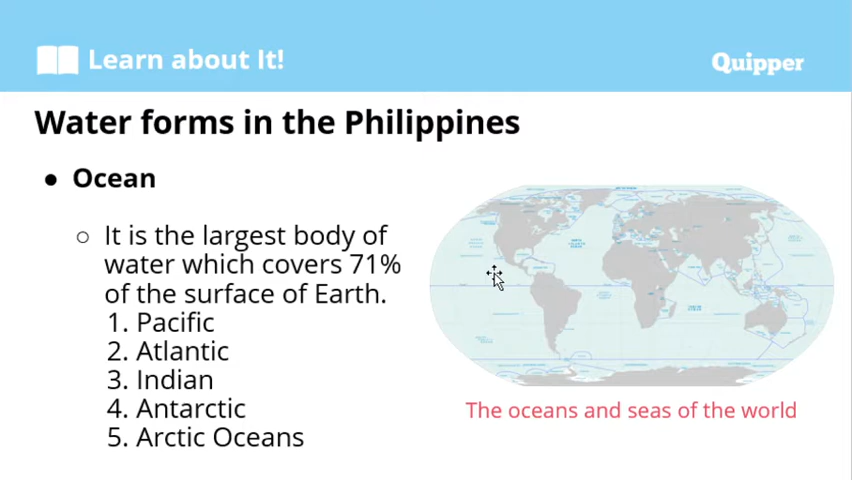 Learn about It!
Quipper
Water forms in the Philippines
● Ocean
○ It is the largest body of
water which covers 71%
of the surface of Earth.
1. Pacific
2. Atlantic
3. Indian
4. Antarctic
5. Arctic Oceans
The oceans and seas of the world